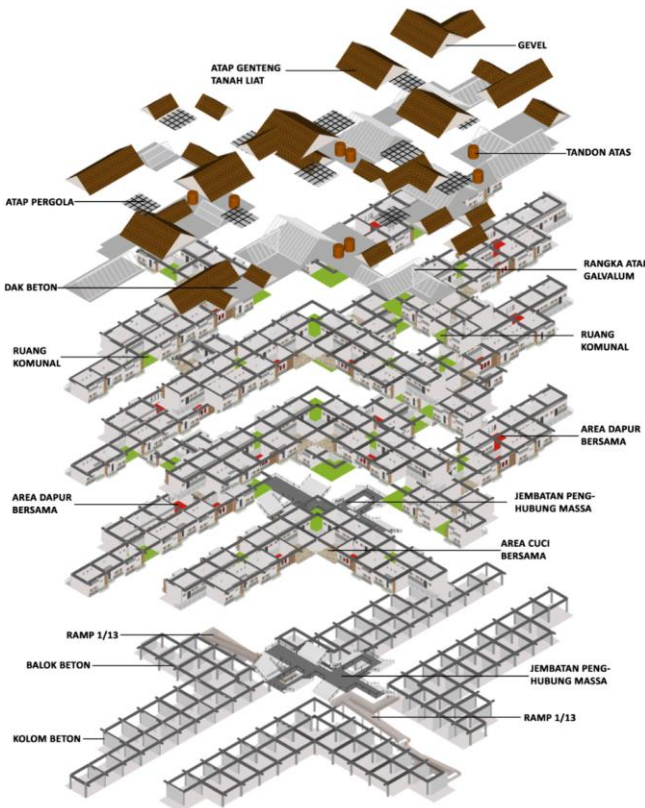 GEVEL
ATAP GENTENG
TANAH LIAT
TANDON ATAS
ATAP PERGOLA
RANGKA ATAP
GALVALUM
DAK BETON
RUANG
KOMUNAL
RUANG
KOMUNAL
AREA DAPUR
BERSAMA
AREA DAPUR
BERSAMA
JEMBATAN PENG-
HUBUNG MASSA
AREA CUCI
BERSAMA
RAMP 1/13
BALOK BETON
JEMBATAN PENG-
HUBUNG MASSA
RAMP 1/13
KOLOM BETON